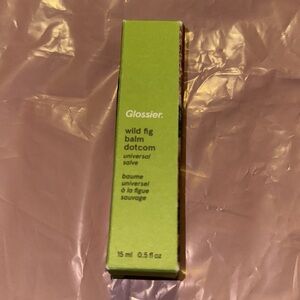 Glossier.
wild fig
balm
dotcom
universal
salve
baume
universel
à la figue
sauvage
15 ml 0.5 fl oz